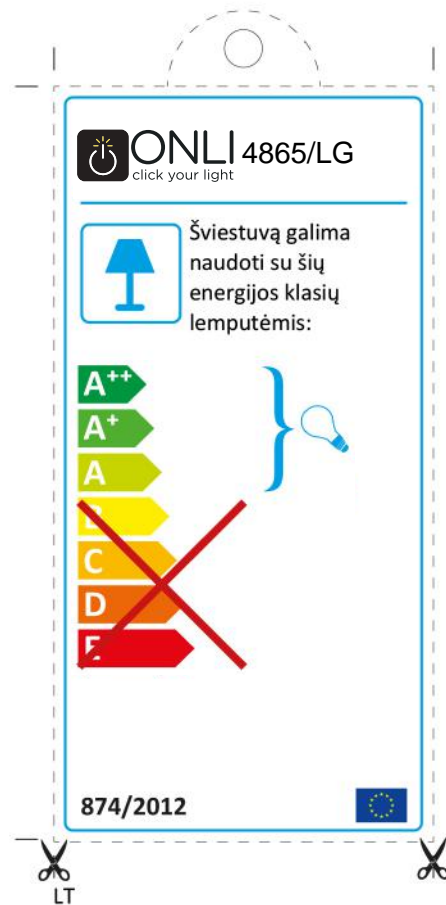 ONLI 4865/LG
click your light
Šviestuvą galima
naudoti su šių
energijos klasių
lemputėmis:
A++
A+
A
B
C
D
E
874/2012
LT